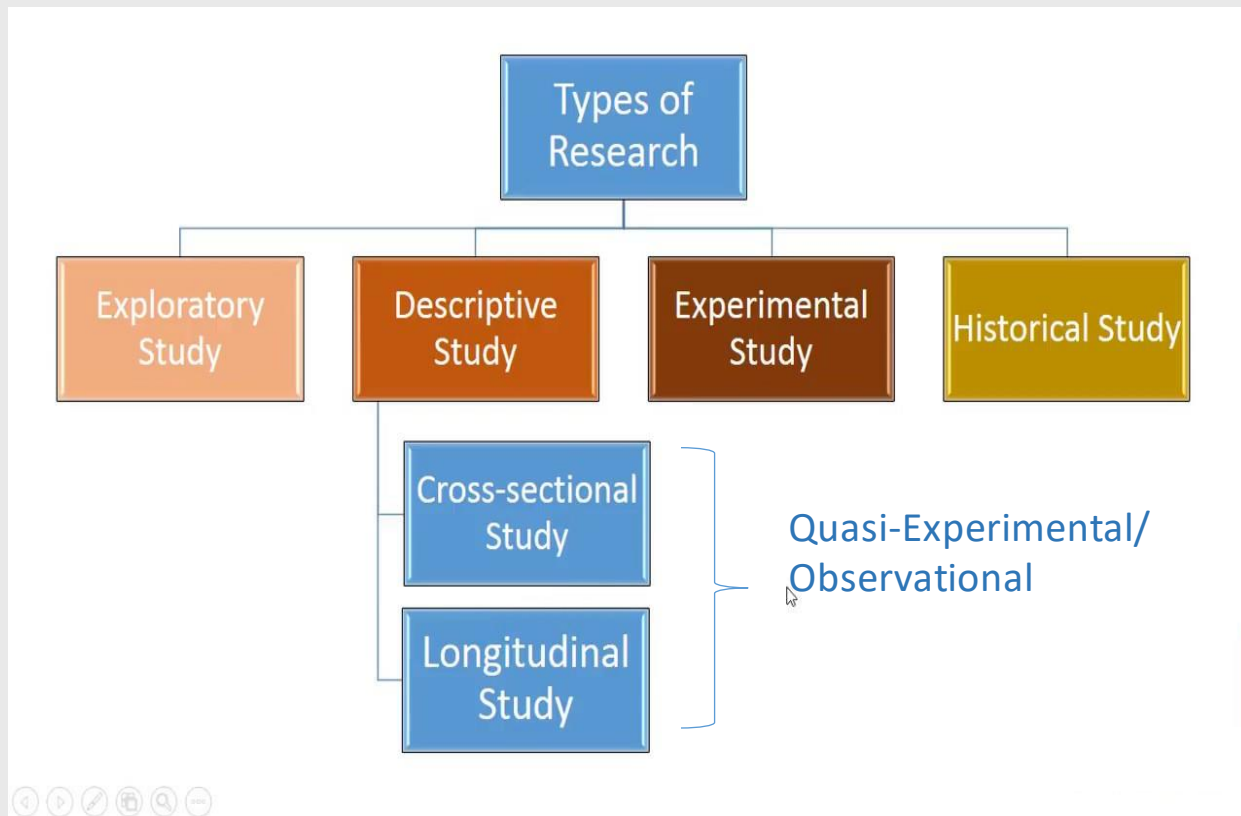 Types of
Research
Exploratory
Study
Descriptive
Study
Experimental
Study
Historical Study
Cross-sectional
Study
Longitudinal
Study
Quasi-Experimental/
Observational